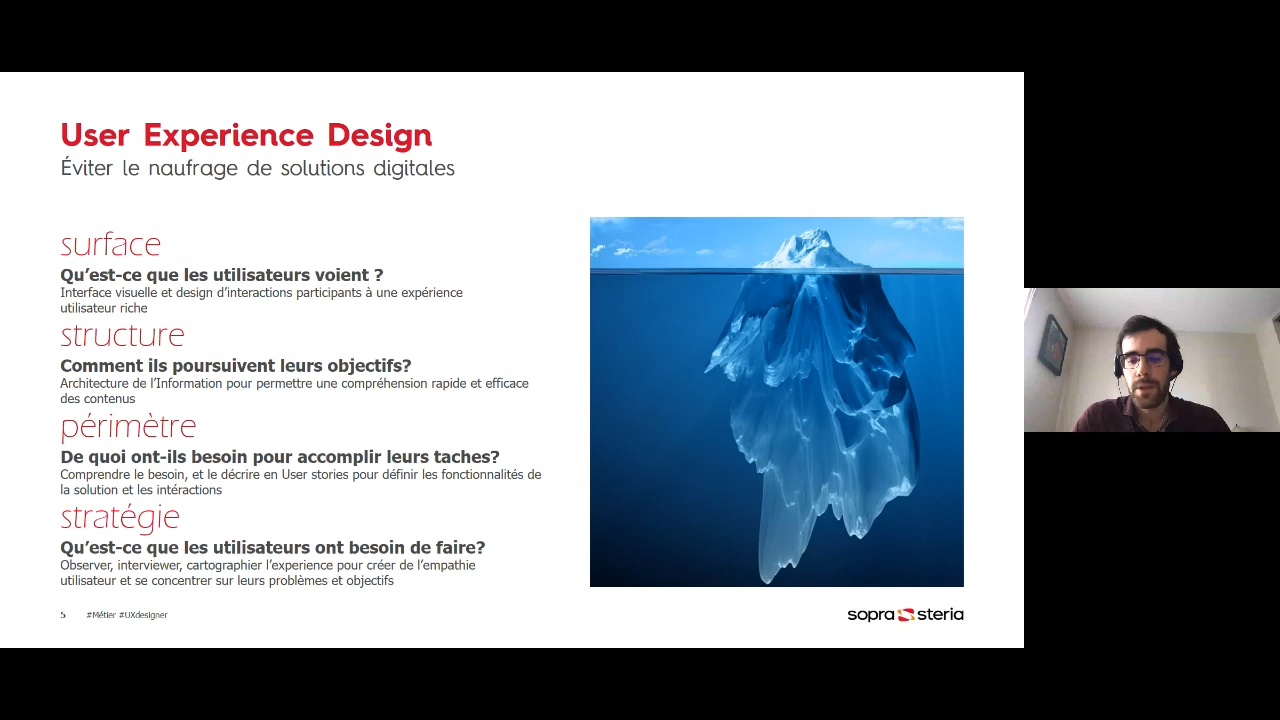 User Experience Design
Éviter le naufrage de solutions digitales
surface
Qu'est-ce que les utilisateurs voient ?
Interface visuelle et design d'interactions participants à une expérience
utilisateur riche
structure
Comment ils poursuivent leurs objectifs?
Architecture de l'Information pour permettre une compréhension rapide et efficace
des contenus
périmètre
De quoi ont-ils besoin pour accomplir leurs taches?
Comprendre le besoin, et le décrire en User stories pour définir les fonctionnalités de
la solution et les intéractions
stratégie
Qu'est-ce que les utilisateurs ont besoin de faire?
Observer, interviewer, cartographier l'experience pour créer de l'empathie
utilisateur et se concentrer sur leurs problèmes et objectifs
5 #Métier #UXdesigner
sopra steria